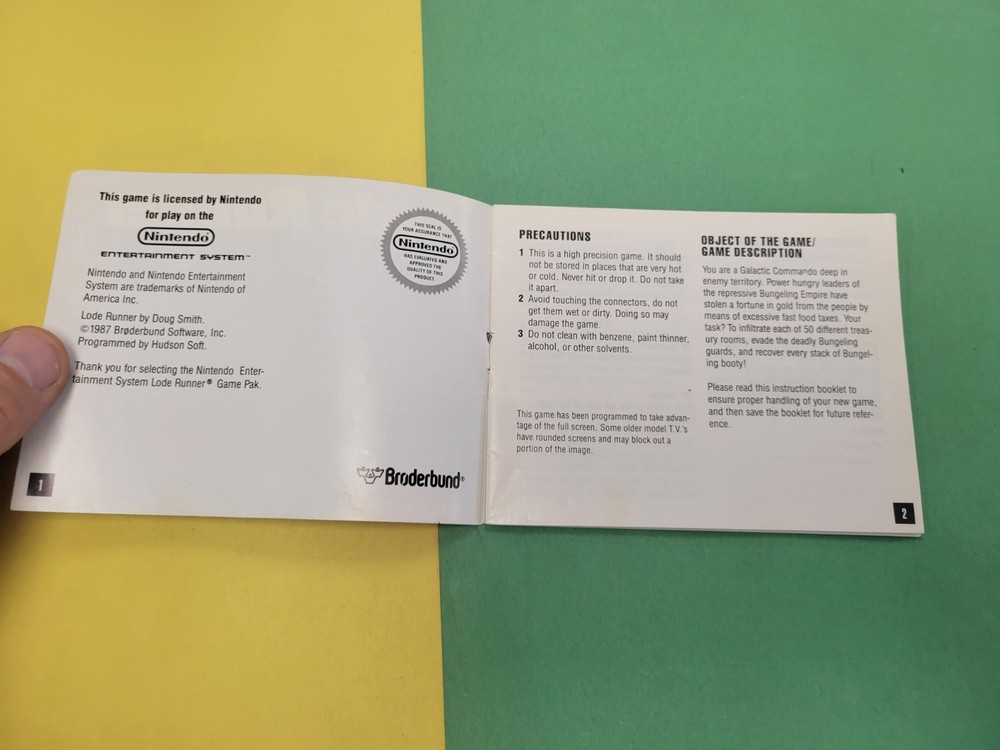 This game is licensed by Nintendo
for play on the
Nintendo®
ENTERTAINMENT SYSTEM™
Nintendo and Nintendo Entertainment
System are trademarks of Nintendo of
America Inc.
Lode Runner by Doug Smith.
©1987 Brøderbund Software, Inc.
Programmed by Hudson Soft.
Thank you for selecting the Nintendo Enter-
tainment System Lode Runner® Game Pak.
THIS SEAL IS
YOUR ASSURANCE THAT
Nintendo®
HAS EVALUATED AND
APPROVED THE
QUALITY OF THIS
PRODUCT.
Brøderbund®
1
PRECAUTIONS
1 This is a high precision game. It should
not be stored in places that are very hot
or cold. Never hit or drop it. Do not take
it apart.
2 Avoid touching the connectors, do not
get them wet or dirty. Doing so may
damage the game.
3 Do not clean with benzene, paint thinner,
alcohol, or other solvents.
This game has been programmed to take advan-
tage of the full screen. Some older model T.V.'s
have rounded screens and may block out a
portion of the image.
OBJECT OF THE GAME/
GAME DESCRIPTION
You are a Galactic Commando deep in
enemy territory. Power hungry leaders of
the repressive Bungeling Empire have
stolen a fortune in gold from the people by
means of excessive fast food taxes. Your
task? To infiltrate each of 50 different treas-
ury rooms, evade the deadly Bungeling
guards, and recover every stack of Bungel-
ing booty!
Please read this instruction booklet to
ensure proper handling of your new game,
and then save the booklet for future refer-
ence.
2